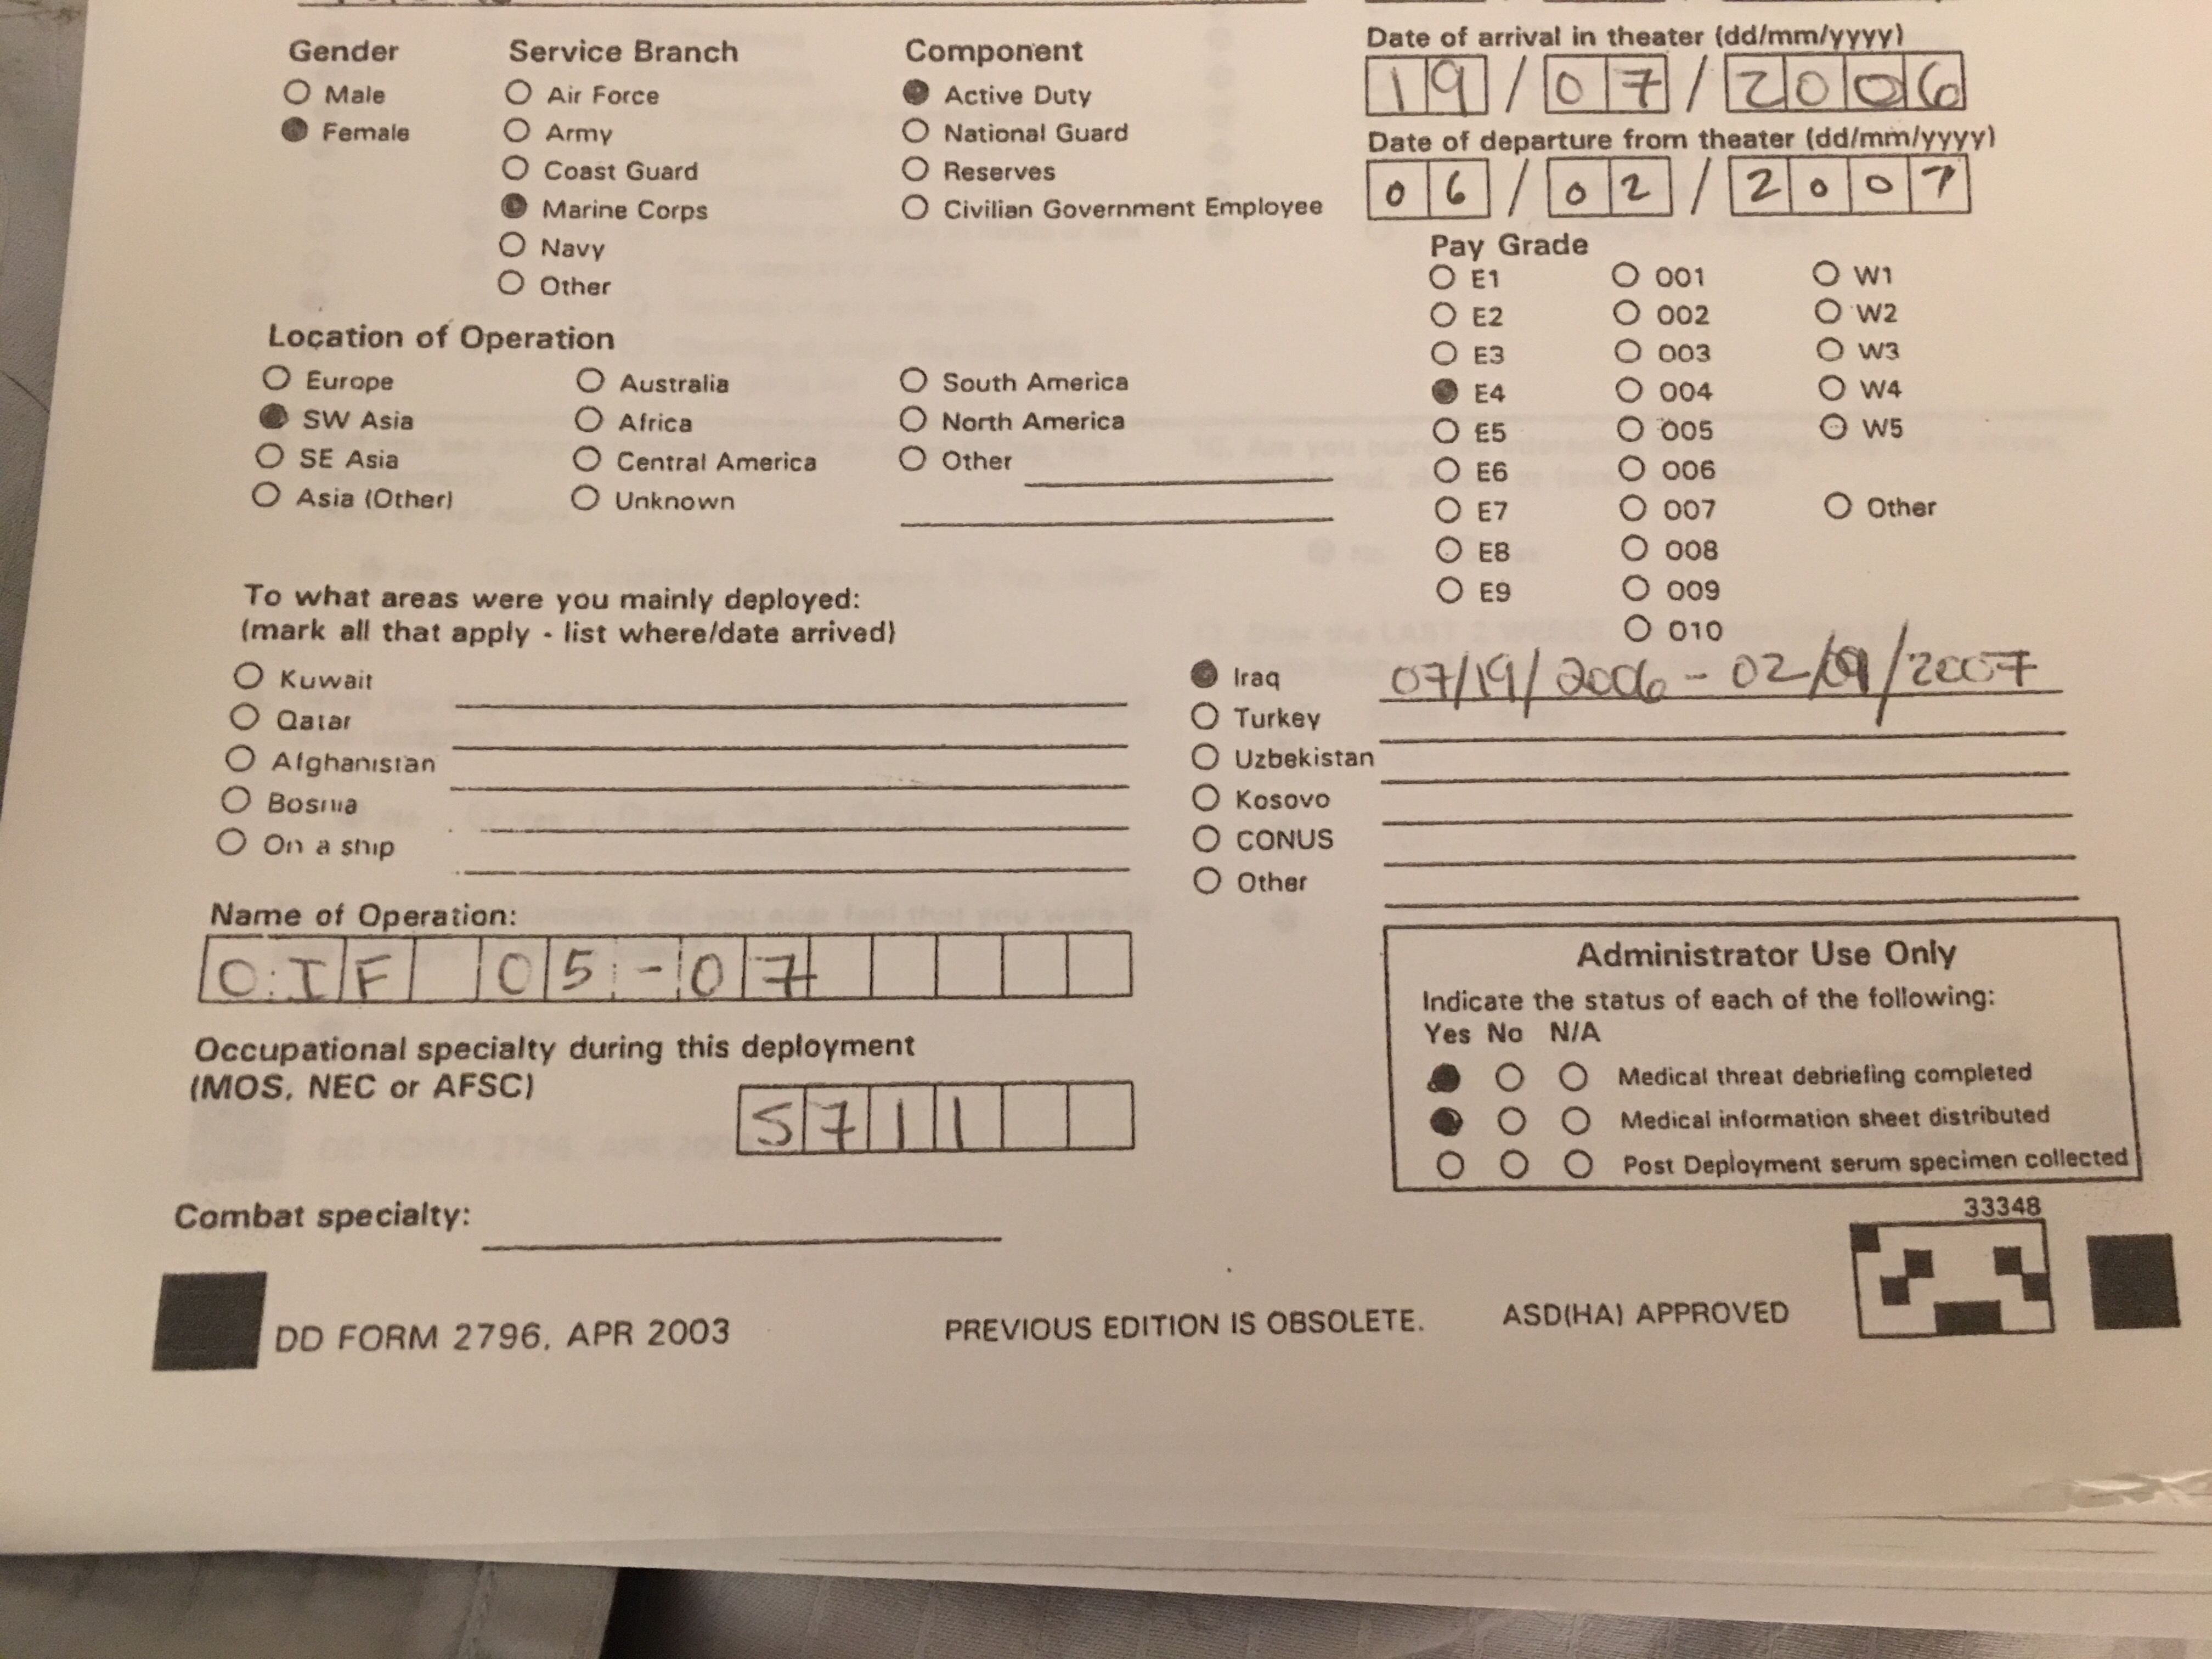 Gender Service Branch Component Date of arrival in theater (dd/mm/yyyy)
Male Air Force Active Duty 19 / 07 / 2006
Female Army National Guard Date of departure from theater (dd/mm/yyyy)
Coast Guard Reserves 06 / 02 / 2007
Marine Corps Civilian Government Employee
Navy Pay Grade
Other E1 001 W1
E2 002 W2
Location of Operation E3 003 W3
Europe Australia South America E4 004 W4
SW Asia Africa North America E5 005 W5
SE Asia Central America Other E6 006
Asia (Other) Unknown E7 007 Other
E8 008
To what areas were you mainly deployed: E9 009
(mark all that apply - list where/date arrived) 010
Kuwait Iraq 07/19/2006 - 02/09/2007
Qatar Turkey
Afghanistan Uzbekistan
Bosnia Kosovo
On a ship CONUS
Other
Name of Operation:
OIF 05-07
Administrator Use Only
Indicate the status of each of the following:
Yes No N/A
Occupational specialty during this deployment
(MOS, NEC or AFSC)
5711
Medical threat debriefing completed
Medical information sheet distributed
Post Deployment serum specimen collected
Combat specialty:
33348
DD FORM 2796, APR 2003 PREVIOUS EDITION IS OBSOLETE. ASD(HA) APPROVED